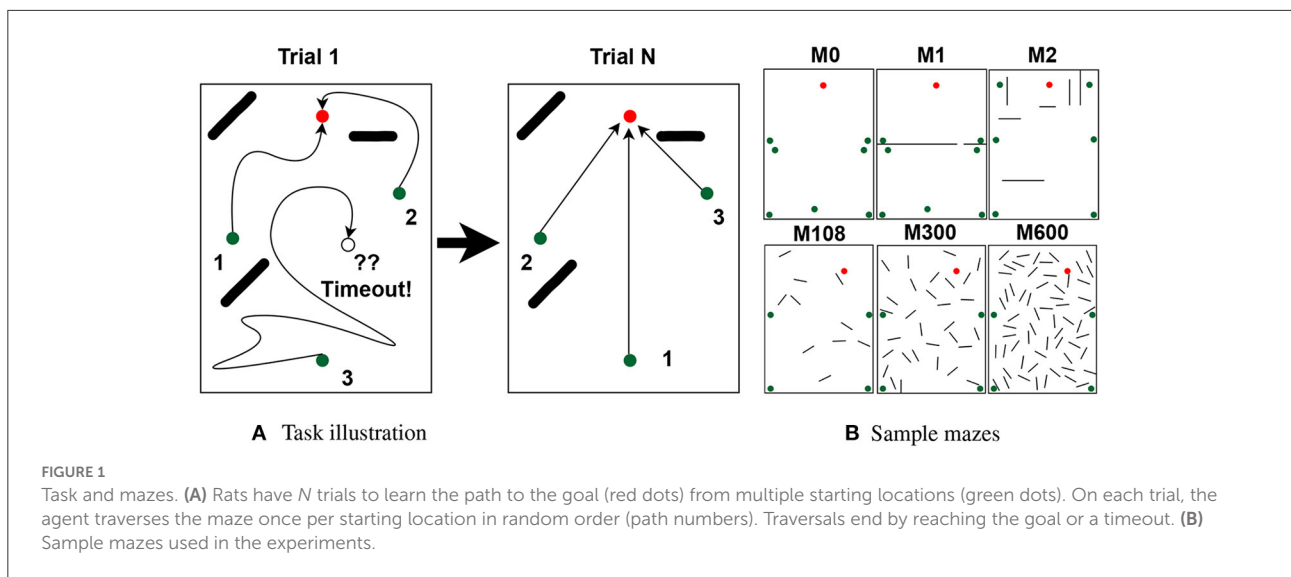 Trial 1
1
2
??
Timeout!
3
Trial N
2
3
1
M0
M1
M2
M108
M300
M600
A Task illustration
B Sample mazes
FIGURE 1
Task and mazes. (A) Rats have N trials to learn the path to the goal (red dots) from multiple starting locations (green dots). On each trial, the
agent traverses the maze once per starting location in random order (path numbers). Traversals end by reaching the goal or a timeout. (B)
Sample mazes used in the experiments.